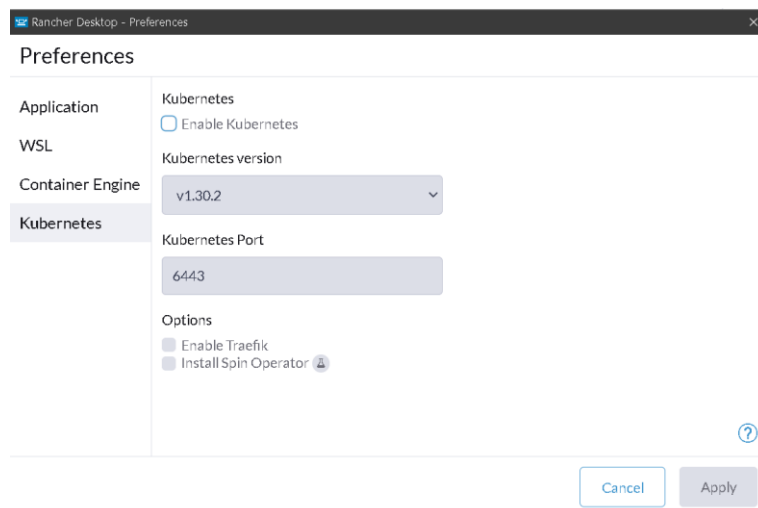 Rancher Desktop - Preferences
Preferences
Application
WSL
Container Engine
Kubernetes
Kubernetes
Enable Kubernetes
Kubernetes version
v1.30.2
Kubernetes Port
6443
Options
Enable Traefik
Install Spin Operator
?
Cancel
Apply